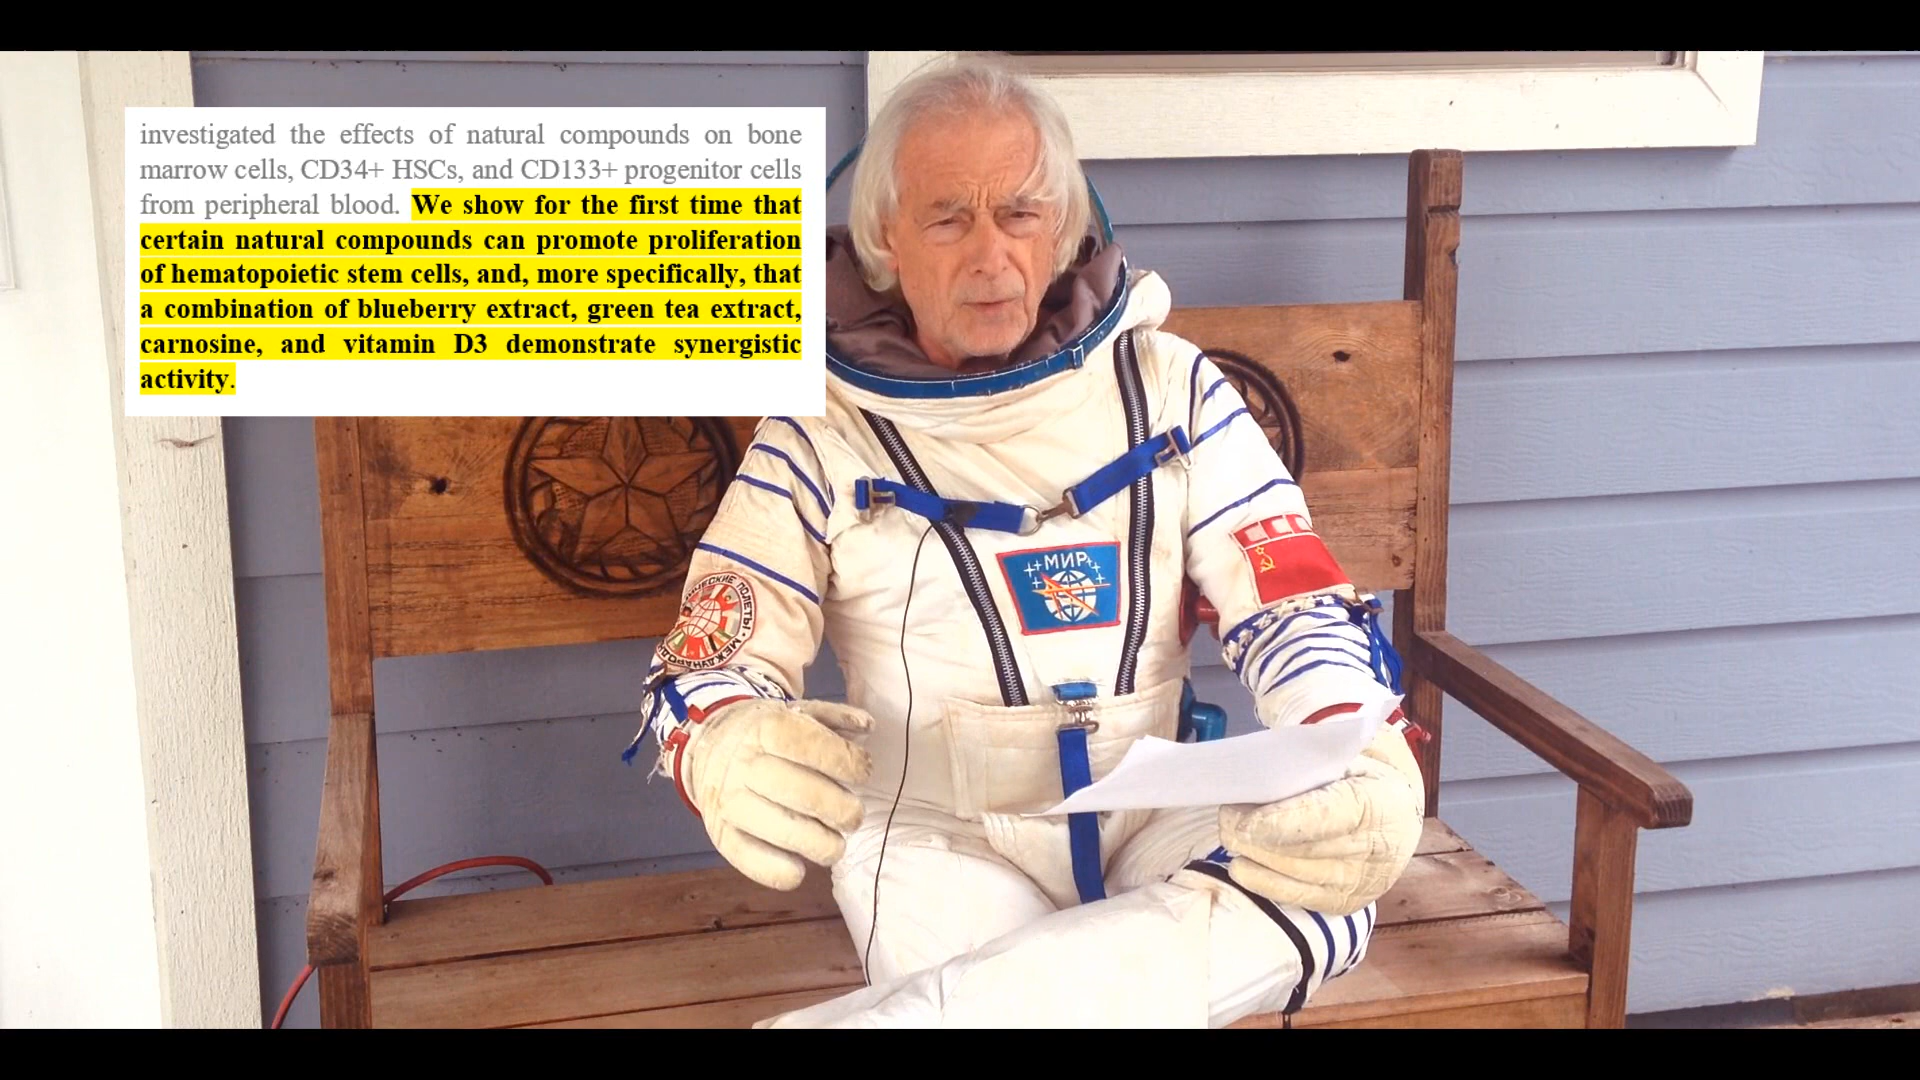 investigated the effects of natural compounds on bone
marrow cells, CD34+ HSCs, and CD133+ progenitor cells
from peripheral blood. We show for the first time that
certain natural compounds can promote proliferation
of hematopoietic stem cells, and, more specifically, that
a combination of blueberry extract, green tea extract,
carnosine, and vitamin D3 demonstrate synergistic
activity.
МИР
ПОЛЕТЫ